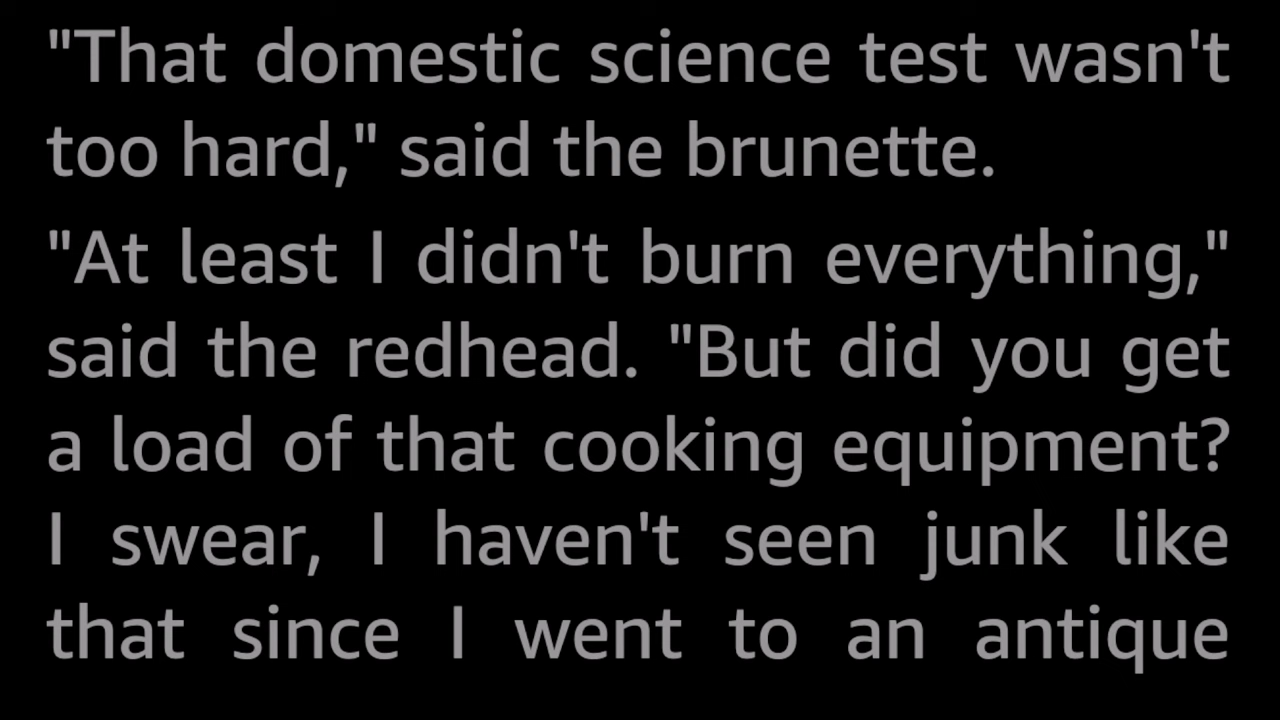 "That domestic science test wasn't
too hard," said the brunette.
"At least I didn't burn everything,"
said the redhead. "But did you get
a load of that cooking equipment?
I swear, I haven't seen junk like
that since I went to an antique